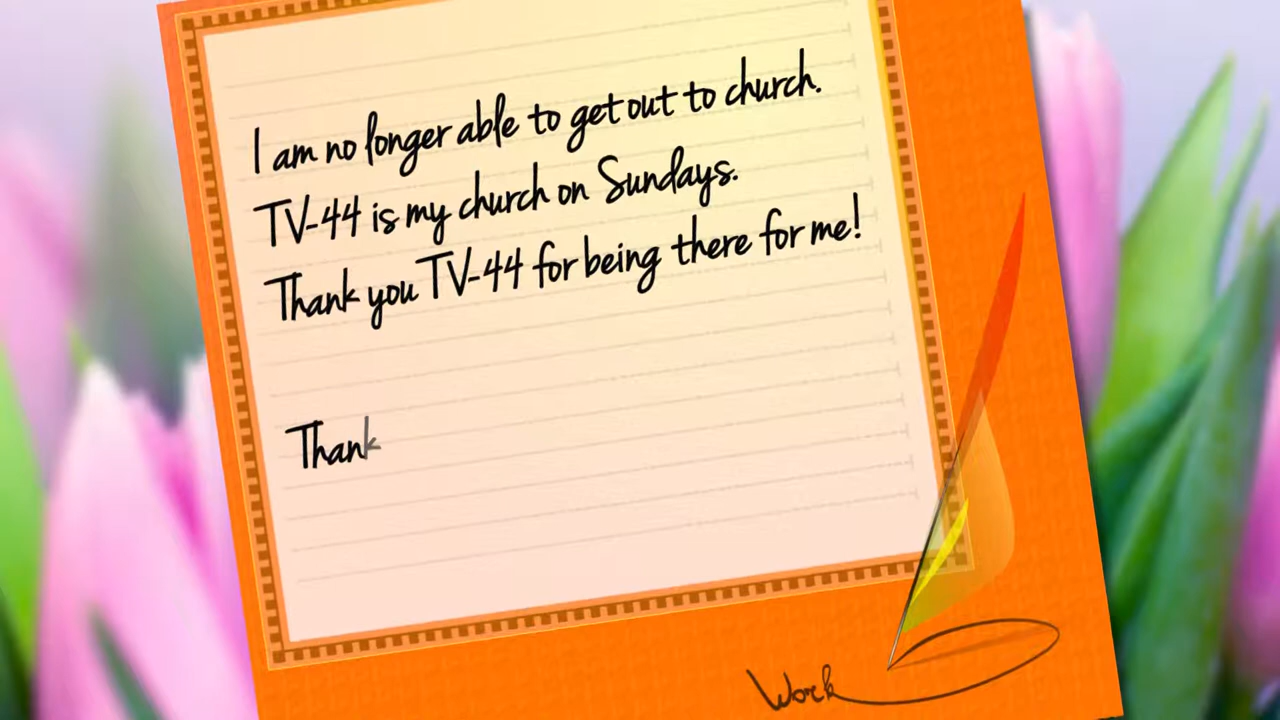 I am no longer able to get out to church.
TV-44 is my church on Sundays.
Thank you TV-44 for being there for me!
Thank
Work